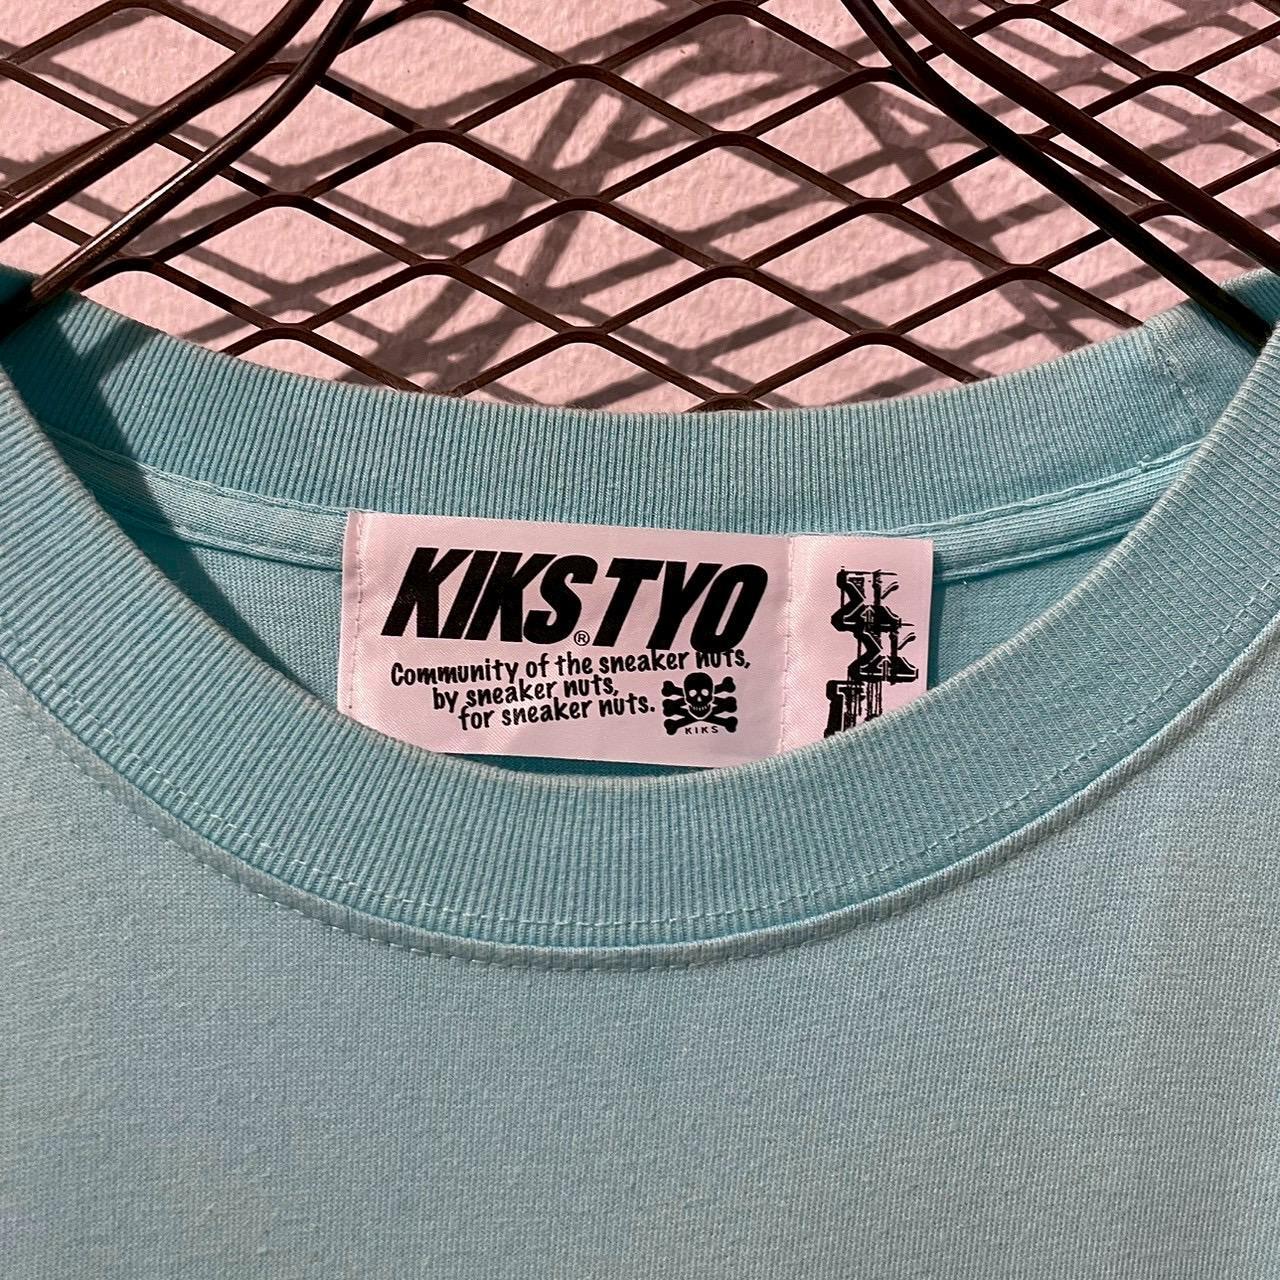 KIKS TYO
®
Community of the sneaker nuts,
by sneaker nuts,
for sneaker nuts.
KIKS